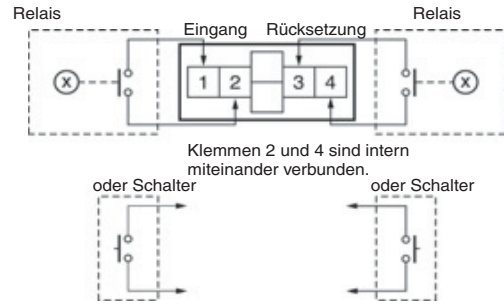 Relais
Relais
Eingang
Rücksetzung
X
1
2
3
4
X
Klemmen 2 und 4 sind intern
miteinander verbunden.
oder Schalter
oder Schalter